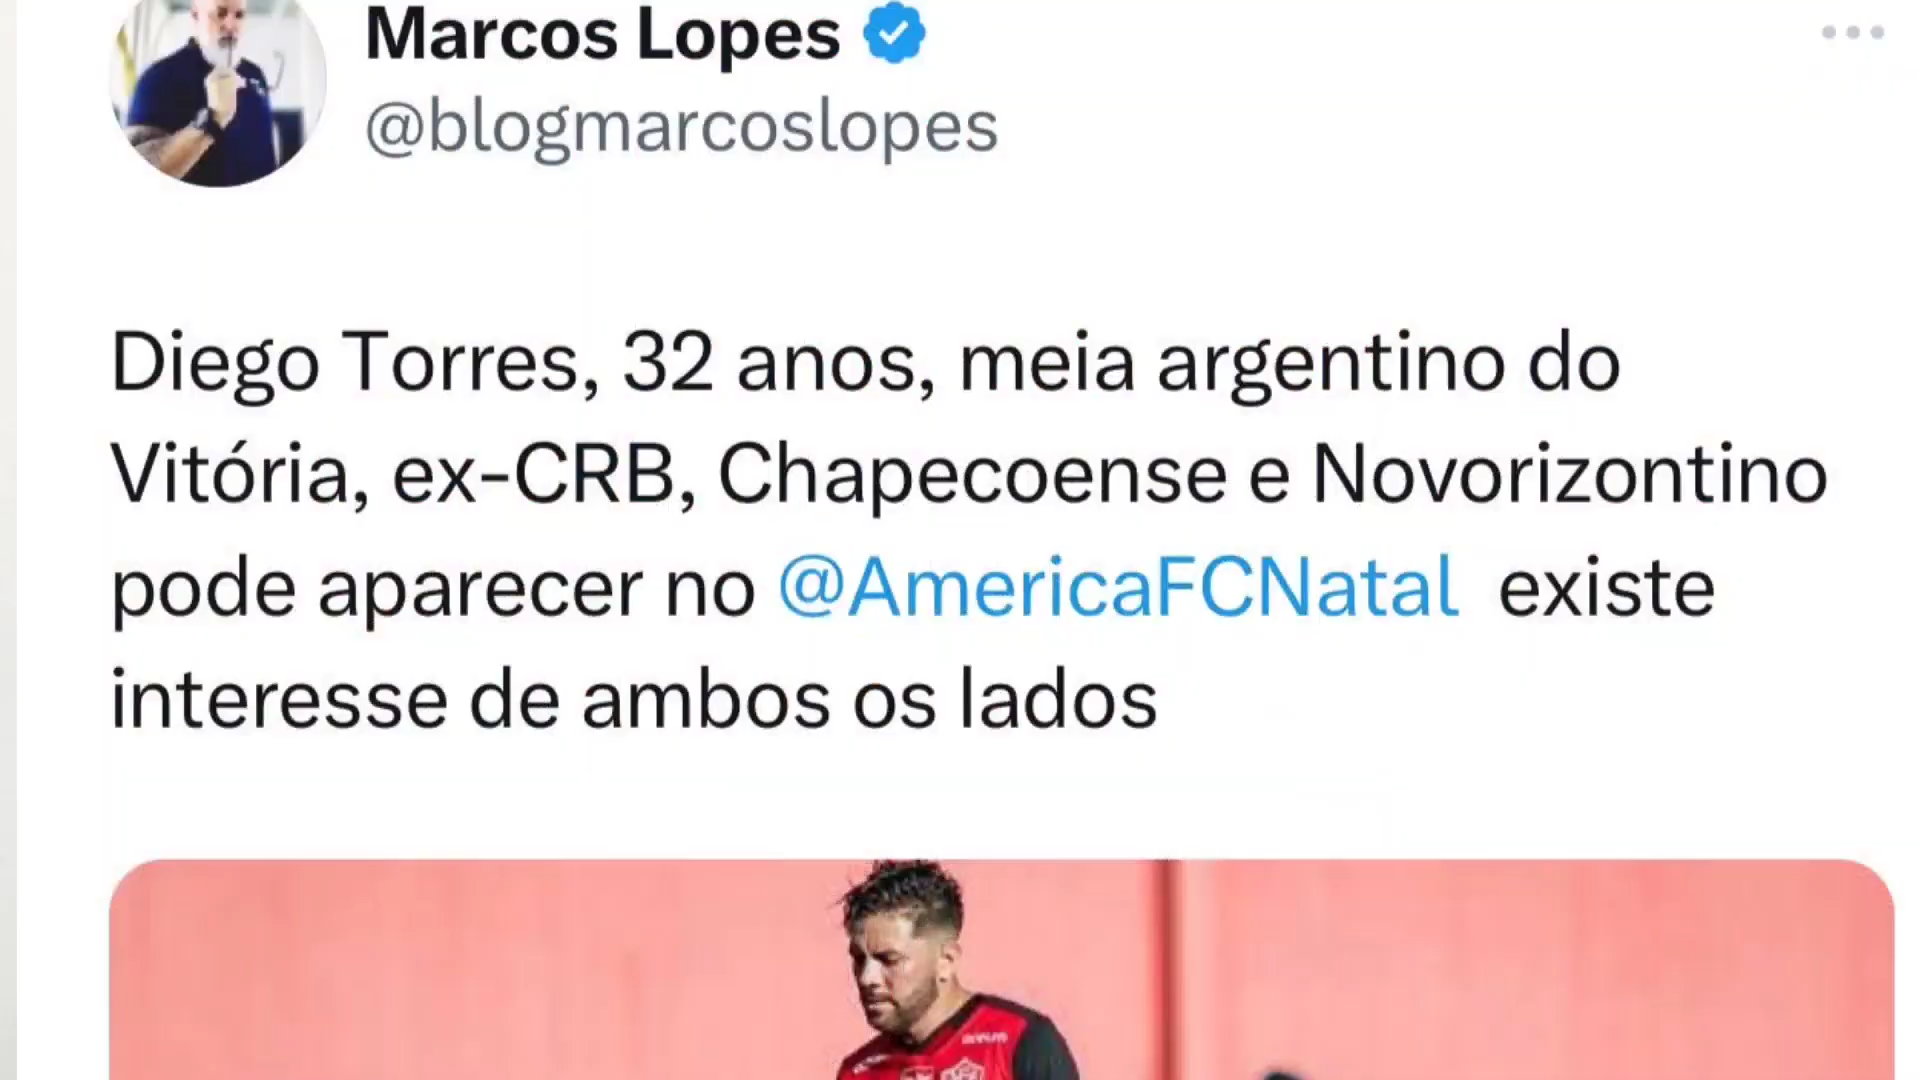 Marcos Lopes
@blogmarcoslopes
Diego Torres, 32 anos, meia argentino do
Vitória, ex-CRB, Chapecoense e Novorizontino
pode aparecer no @AmericaFCNatal existe
interesse de ambos os lados